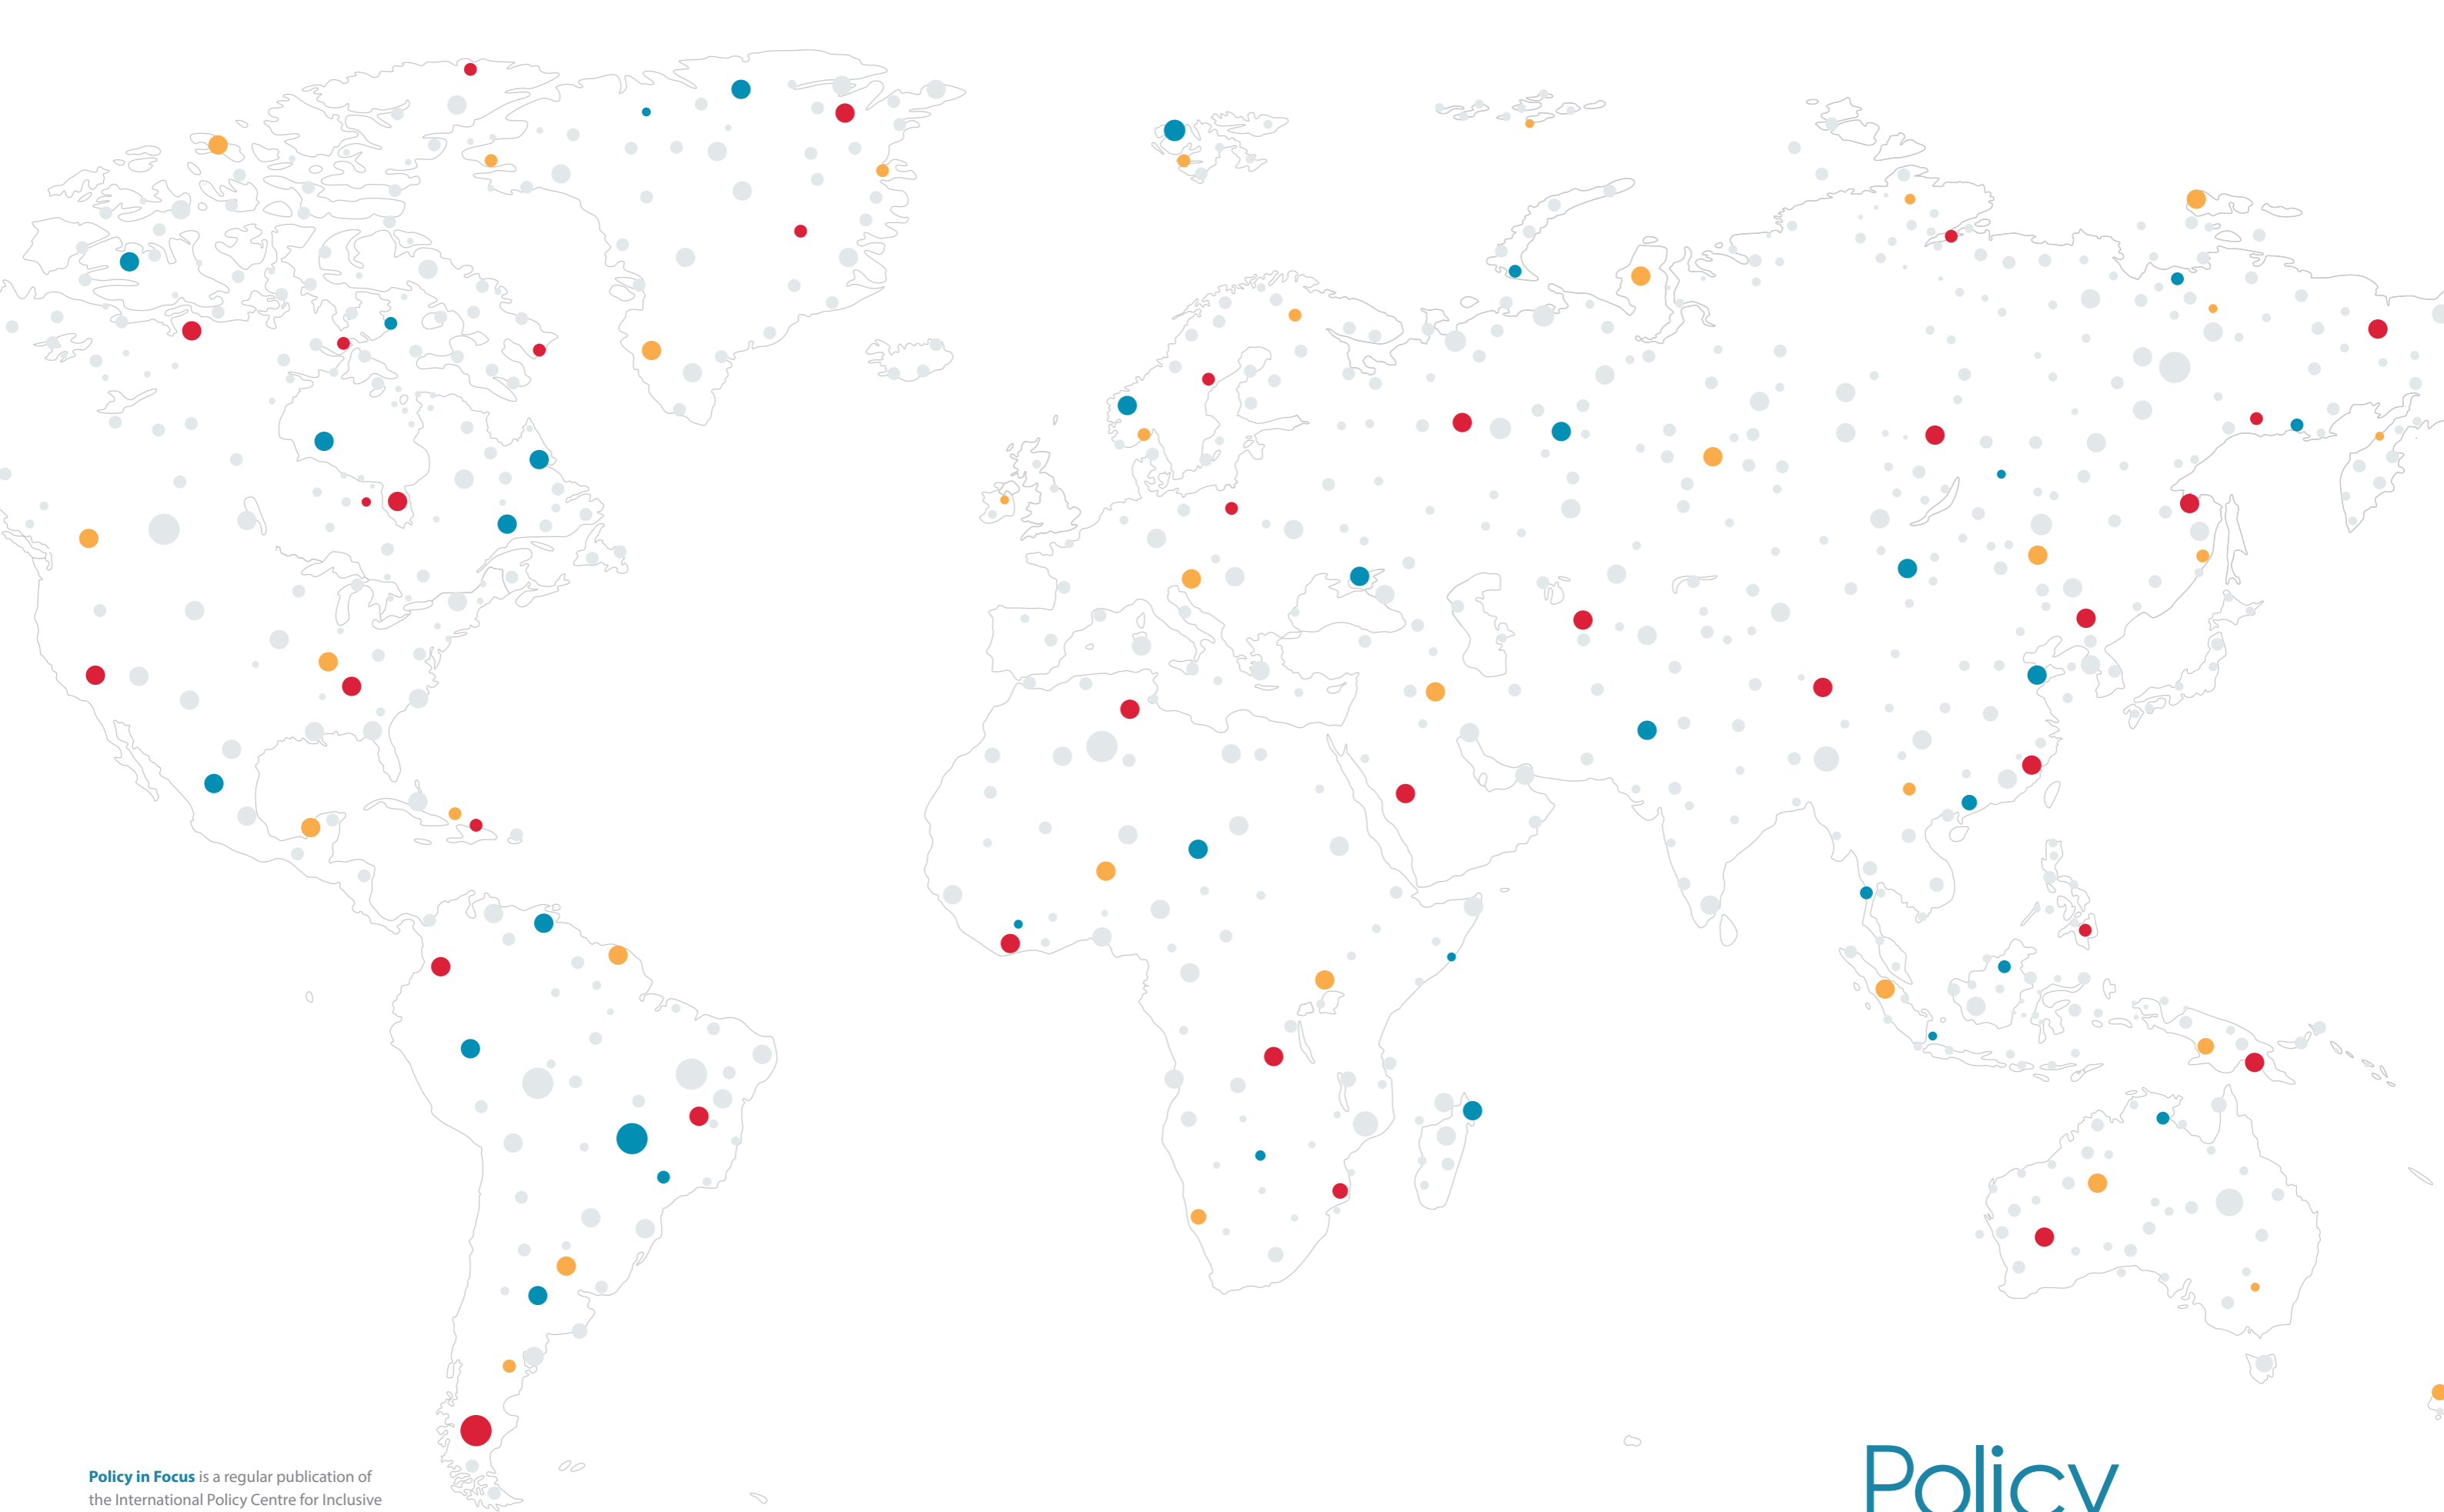 Policy in Focus is a regular publication of
the International Policy Centre for Inclusive
Policy